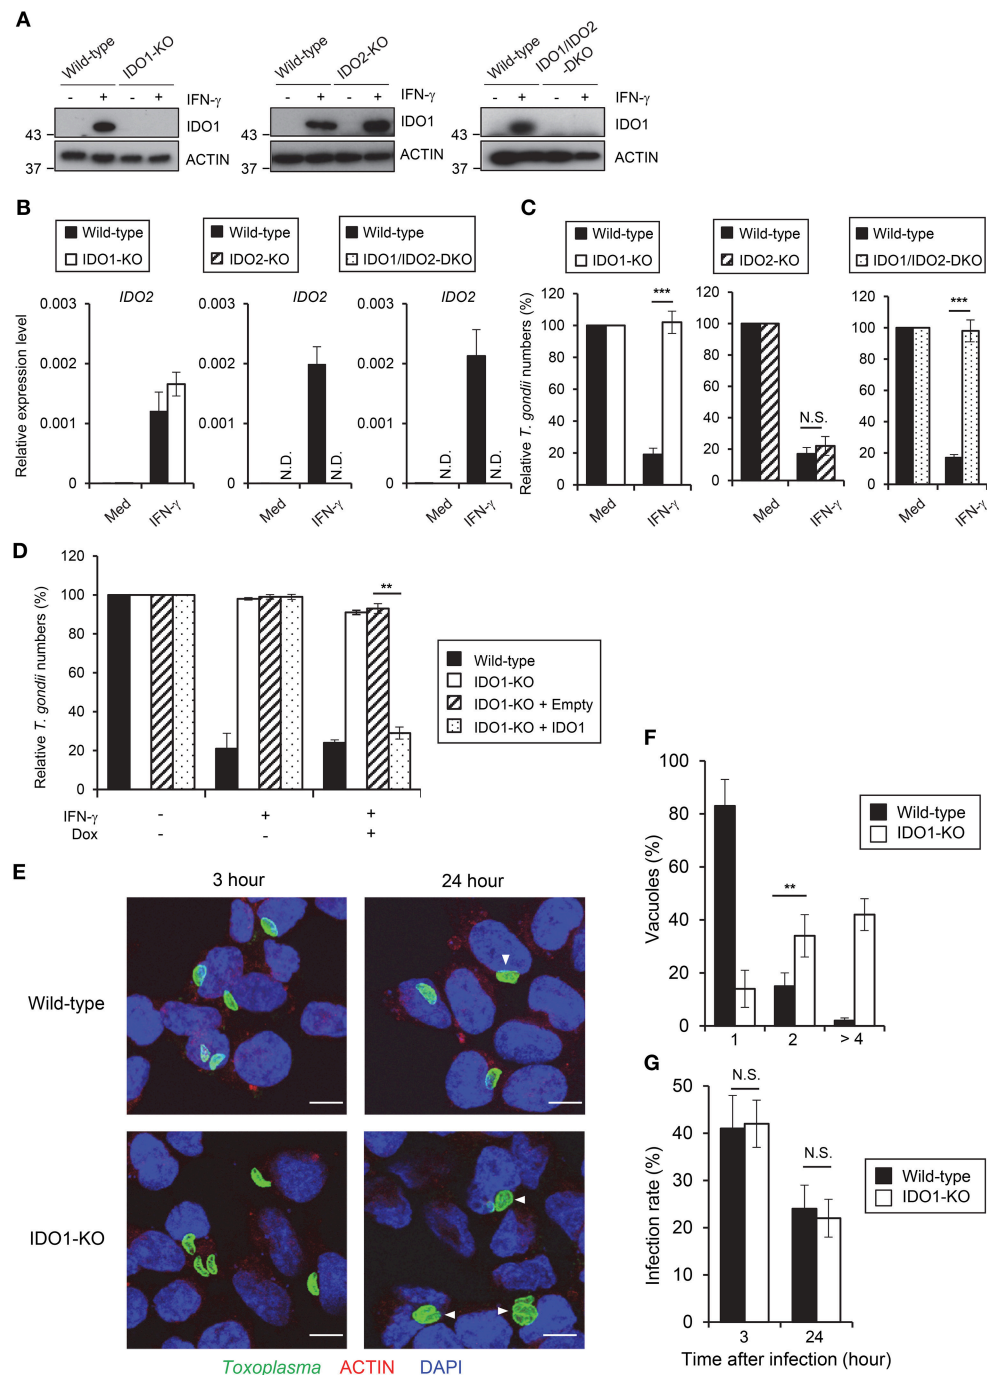 A
Wild-type IDO1-KO
- + - + IFN-γ
43 IDO1
37 ACTIN
Wild-type IDO2-KO
- + - + IFN-γ
43 IDO1
37 ACTIN
Wild-type IDO1/IDO2-DKO
- + - + IFN-γ
43 IDO1
37 ACTIN
B
Wild-type
IDO1-KO
Wild-type
IDO2-KO
Wild-type
IDO1/IDO2-DKO
Relative expression level
IDO2
0.003
0.002
0.001
0
Med IFN-γ
IDO2
0.003
0.002
0.001
0
N.D. N.D.
Med IFN-γ
IDO2
0.003
0.002
0.001
0
N.D. N.D.
Med IFN-γ
C
Wild-type
IDO1-KO
Wild-type
IDO2-KO
Wild-type
IDO1/IDO2-DKO
Relative T. gondii numbers (%)
120
100
80
60
40
20
0
***
Med IFN-γ
120
100
80
60
40
20
0
N.S.
Med IFN-γ
120
100
80
60
40
20
0
***
Med IFN-γ
D
Relative T. gondii numbers (%)
120
100
80
60
40
20
0
**
IFN-γ - + +
Dox - - +
Wild-type
IDO1-KO
IDO1-KO + Empty
IDO1-KO + IDO1
E
3 hour 24 hour
Wild-type
IDO1-KO
Toxoplasma ACTIN DAPI
F
Vacuoles (%)
100
80
60
40
20
0
**
1 2 > 4
Wild-type
IDO1-KO
G
Infection rate (%)
50
40
30
20
10
0
N.S.
N.S.
3 24
Time after infection (hour)
Wild-type
IDO1-KO